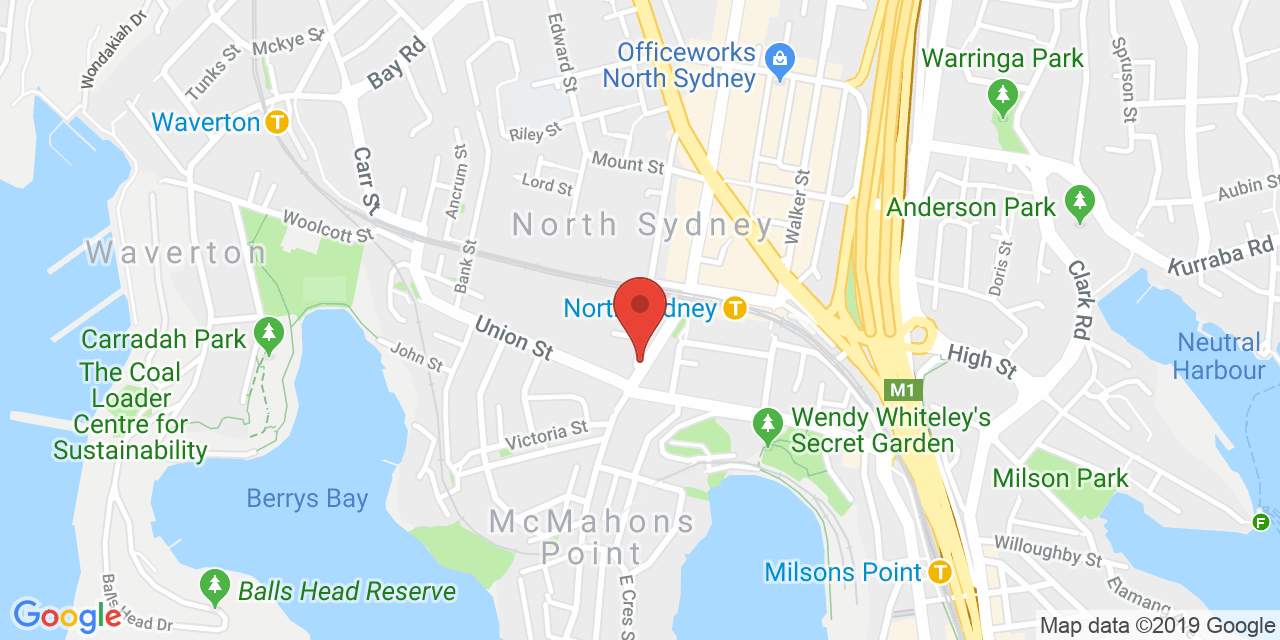 Wondakiah Dr
Mckye St
Tunks St
Bay Rd
Edward St
Officeworks
North Sydney
Warringa Park
Spruson St
Waverton
Riley St
Mount St
Carr St
Ancrum St
Lord St
Walker St
Aubin St
Anderson Park
Woolcott St
North Sydney
Waverton
Bank St
Doris St
Kurraba Rd
Clark Rd
North Sydney
Carradah Park
Union St
John St
High St
Neutral
Harbour
The Coal
Loader
Centre for
Sustainability
M1
Wendy Whiteley's
Secret Garden
Victoria St
Milson Park
Berrys Bay
McMahons
Point
F
Willoughby St
Milsons Point
Elamang
E Cres S
Balls Head Dr
Balls Head Reserve
Google
Map data ©2019 Google